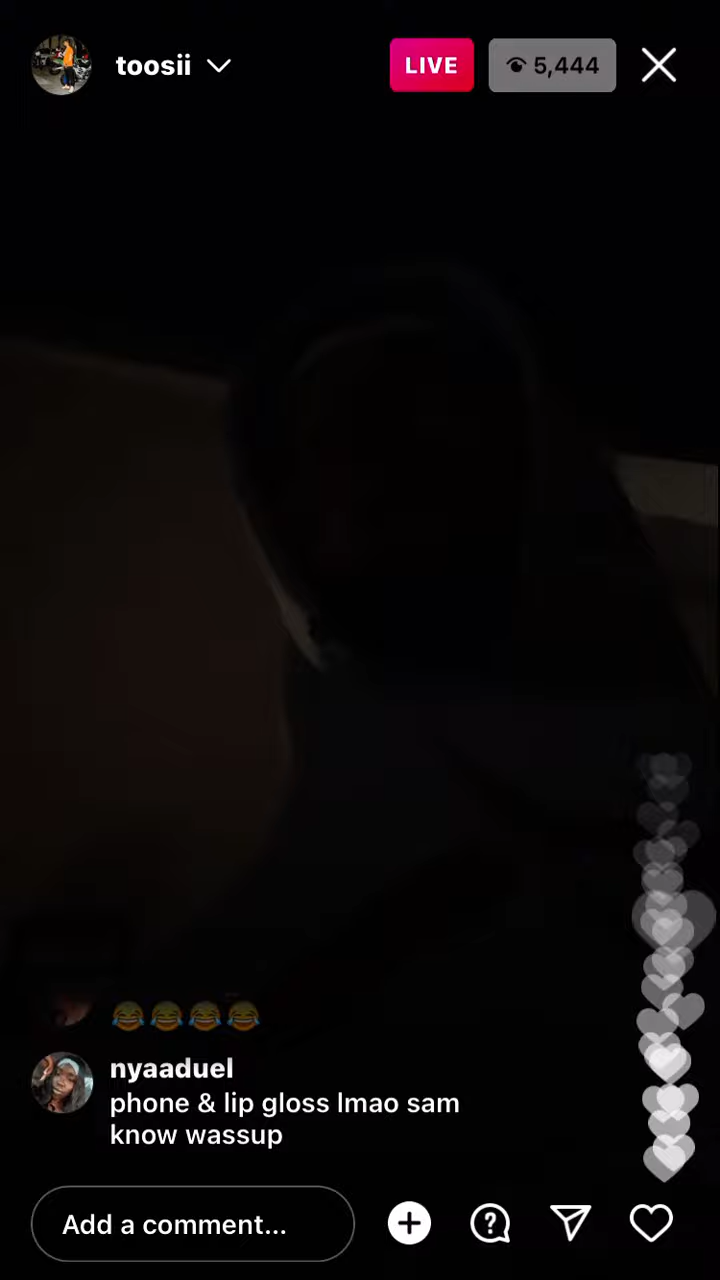 toosii
LIVE
5,444
😂😂😂😂
nyaaduel
phone & lip gloss lmao sam
know wassup
Add a comment...